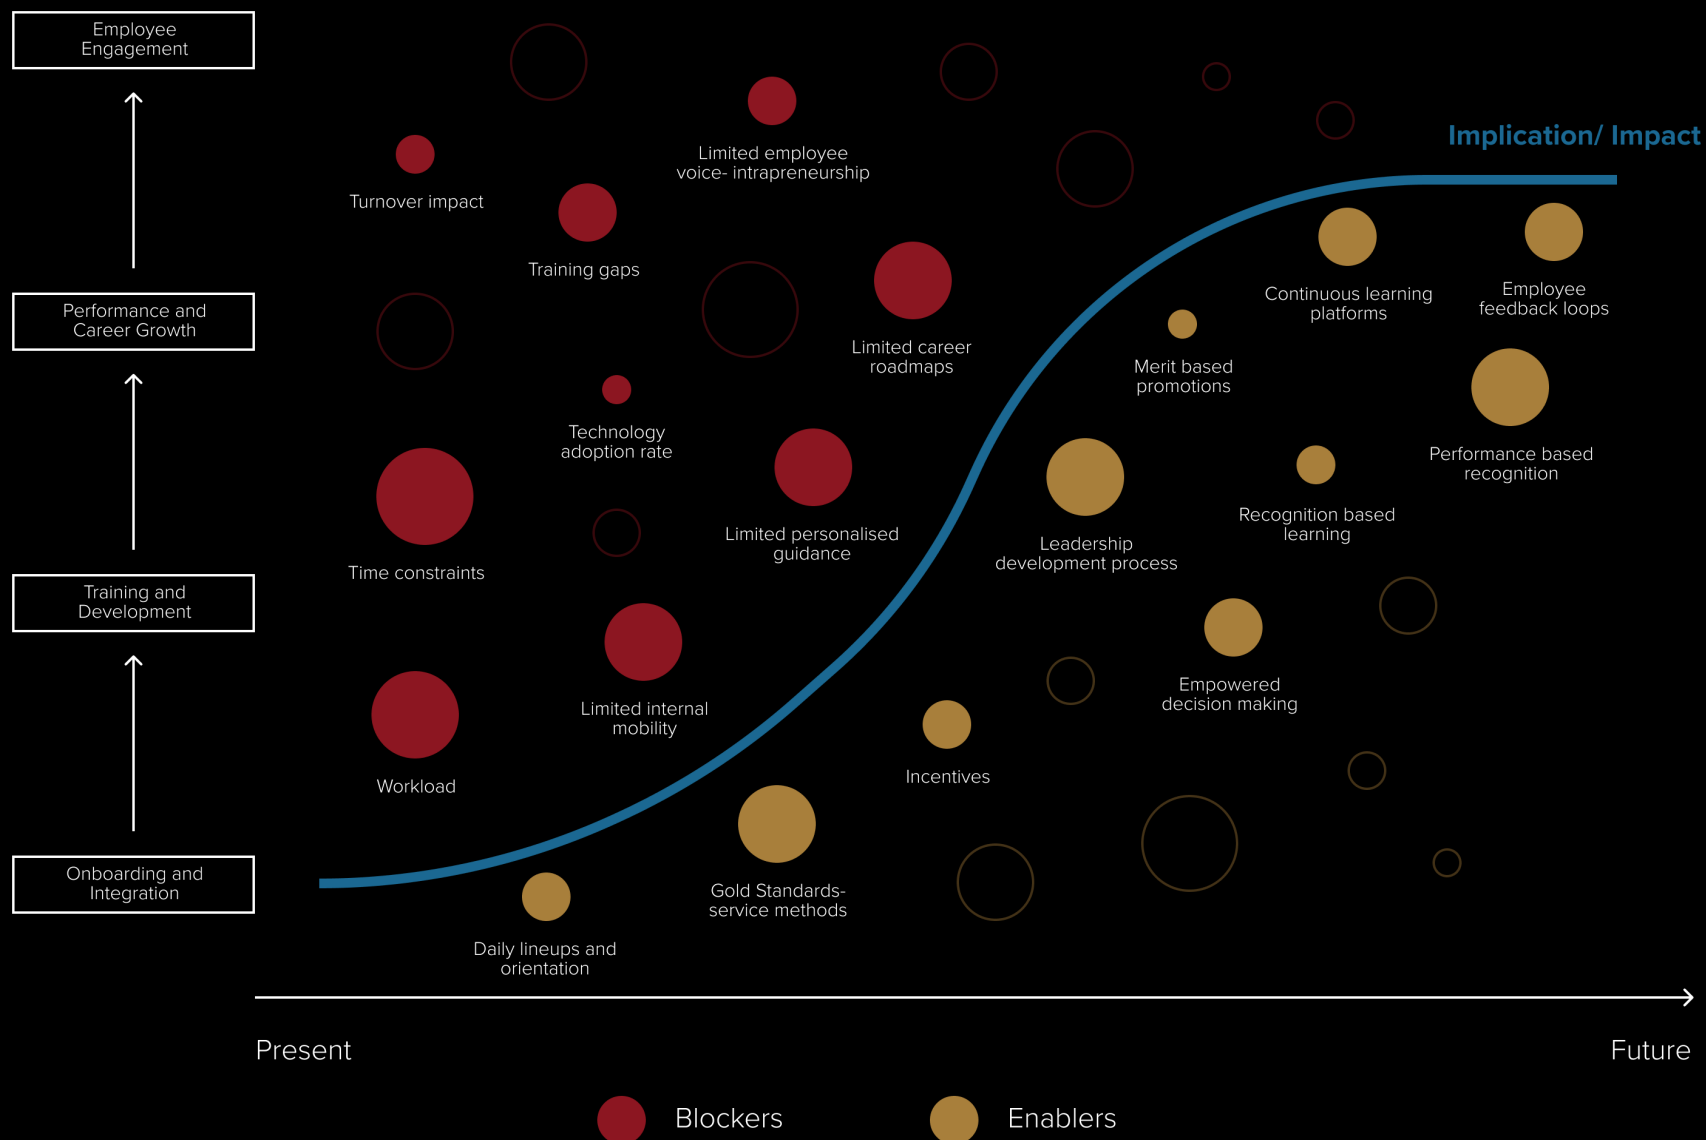 Employee
Engagement
Implication/ Impact
Limited employee
voice- intrapreneurship
Turnover impact
Training gaps
Performance and
Career Growth
Continuous learning
platforms
Employee
feedback loops
Limited career
roadmaps
Merit based
promotions
Technology
adoption rate
Performance based
recognition
Limited personalised
guidance
Recognition based
learning
Leadership
development process
Time constraints
Training and
Development
Limited internal
mobility
Empowered
decision making
Workload
Incentives
Onboarding and
Integration
Gold Standards-
service methods
Daily lineups and
orientation
Present
Future
Blockers
Enablers